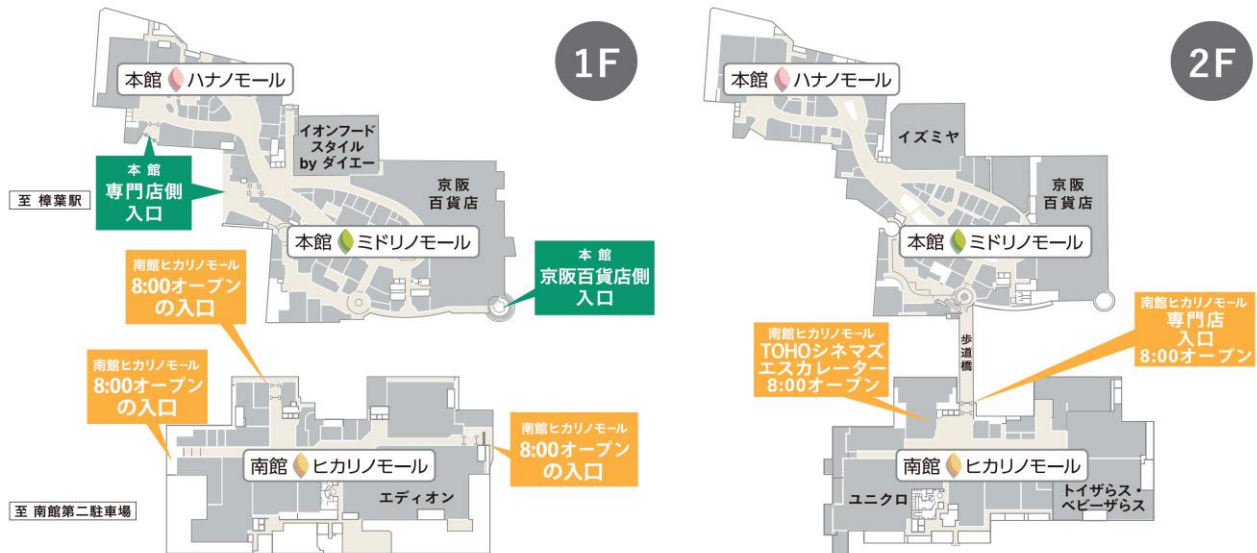 1F
本館 ハナノモール
イオンフード
スタイル
by ダイエー
本館
専門店側
入口
至 樟葉駅
京阪
百貨店
本館 ミドリノモール
南館ヒカリノモール
8:00オープン
の入口
本館
京阪百貨店側
入口
南館ヒカリノモール
8:00オープン
の入口
南館ヒカリノモール
8:00オープン
の入口
南館 ヒカリノモール
エディオン
至 南館第二駐車場
2F
本館 ハナノモール
イズミヤ
京阪
百貨店
本館 ミドリノモール
南館ヒカリノモール
TOHOシネマズ
エスカレーター
8:00オープン
歩道橋
南館ヒカリノモール
専門店
入口
8:00オープン
南館 ヒカリノモール
ユニクロ
トイザらス・
ベビーザらス